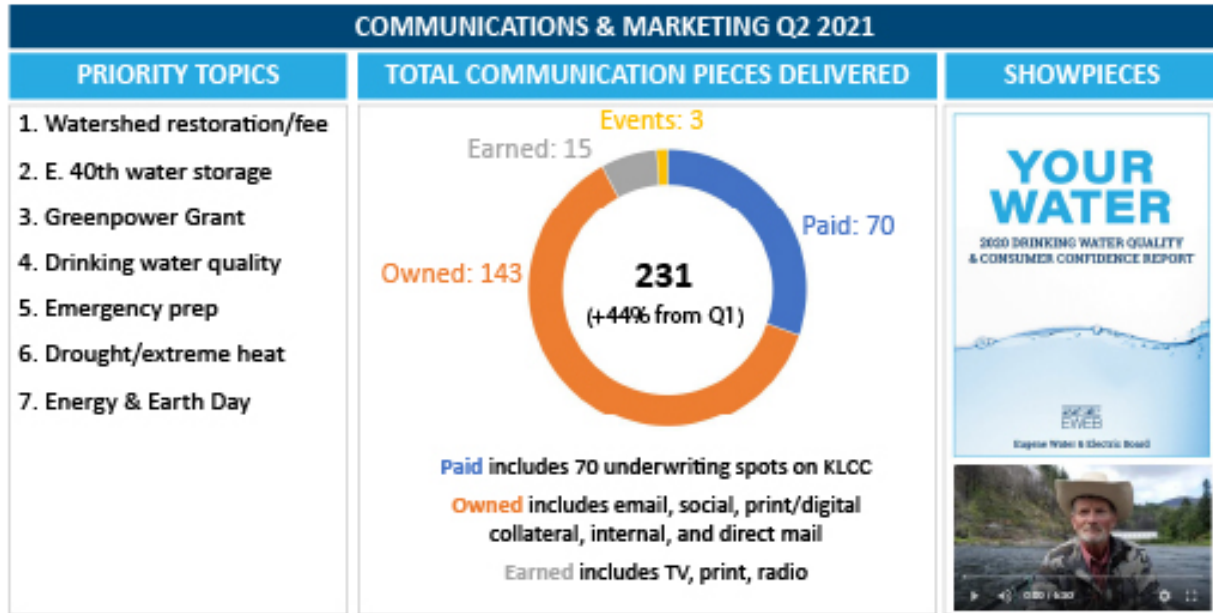 COMMUNICATIONS & MARKETING Q2 2021
PRIORITY TOPICS
1. Watershed restoration/fee
2. E. 40th water storage
3. Greenpower Grant
4. Drinking water quality
5. Emergency prep
6. Drought/extreme heat
7. Energy & Earth Day
TOTAL COMMUNICATION PIECES DELIVERED
Events: 3
Earned: 15
Paid: 70
Owned: 143
231
(+44% from Q1)
Paid includes 70 underwriting spots on KLCC
Owned includes email, social, print/digital
collateral, internal, and direct mail
Earned includes TV, print, radio
SHOWPIECES
YOUR
WATER
2020 DRINKING WATER QUALITY
& CONSUMER CONFIDENCE REPORT
EWEB
Eugene Water & Electric Board